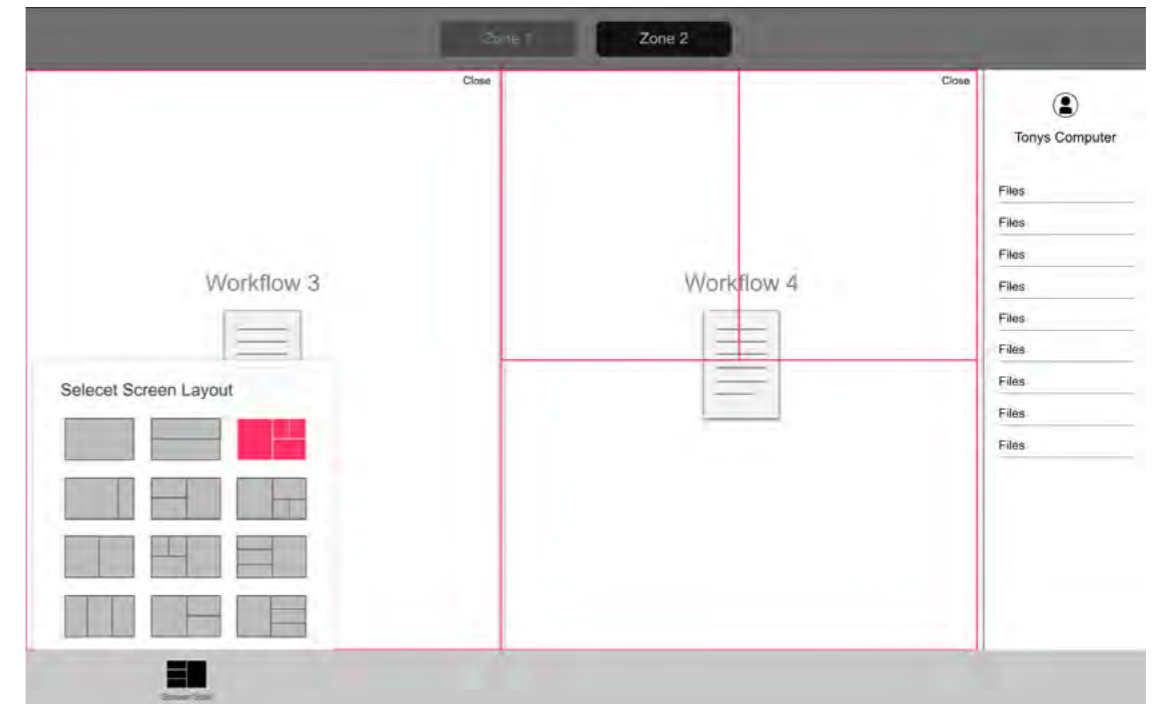 Zone 1
Zone 2
Close
Close
Tonys Computer
Files
Files
Files
Files
Files
Files
Files
Files
Files
Workflow 3
Workflow 4
Selecet Screen Layout
Screen